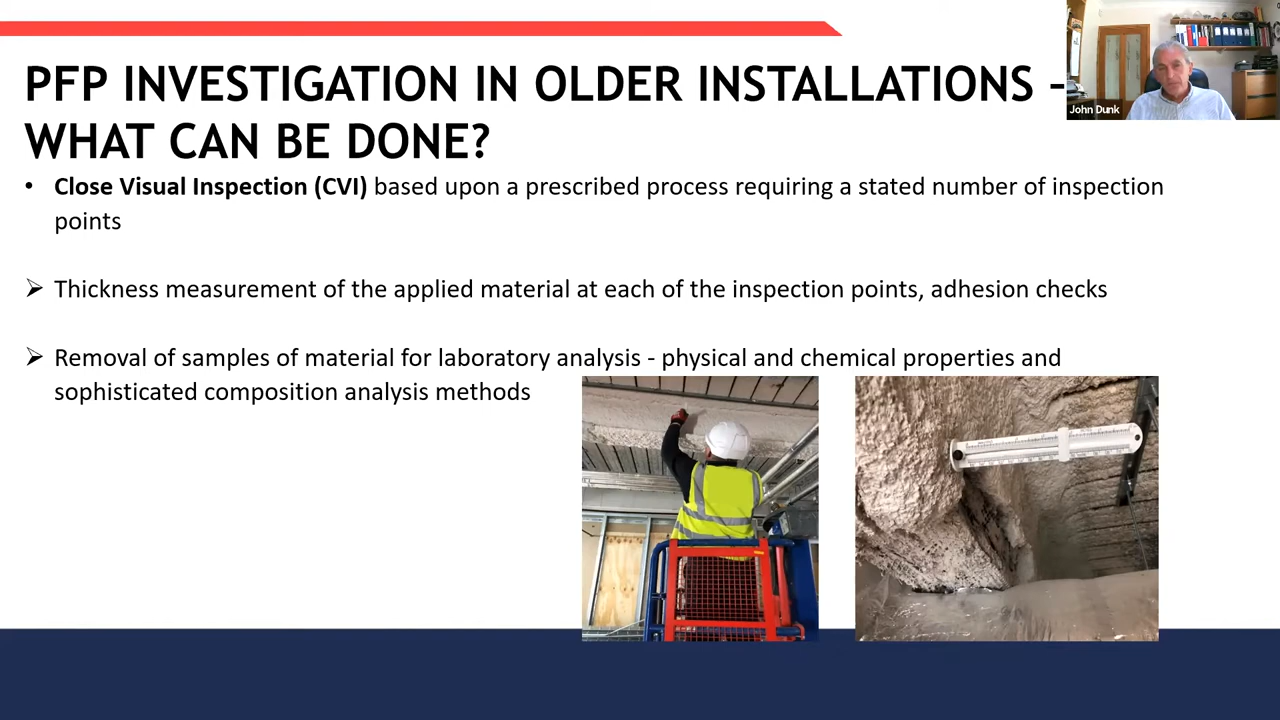 PFP INVESTIGATION IN OLDER INSTALLATIONS -
WHAT CAN BE DONE?
John Dunk
• Close Visual Inspection (CVI) based upon a prescribed process requiring a stated number of inspection
points
➢ Thickness measurement of the applied material at each of the inspection points, adhesion checks
➢ Removal of samples of material for laboratory analysis - physical and chemical properties and
sophisticated composition analysis methods